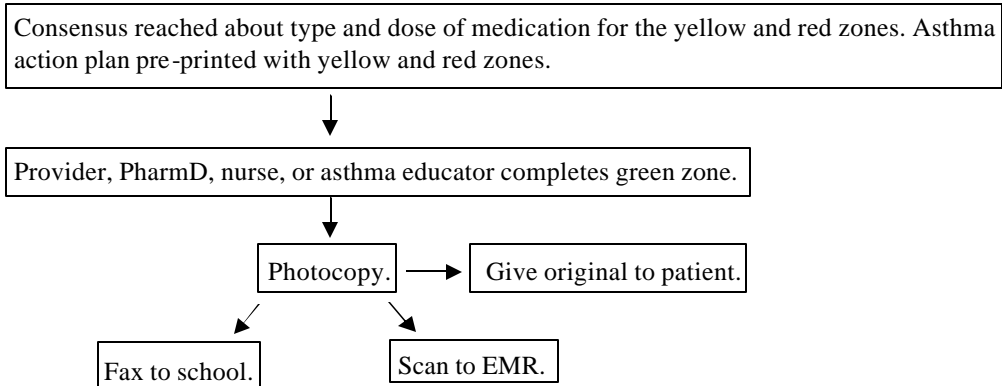 Consensus reached about type and dose of medication for the yellow and red zones. Asthma
action plan pre-printed with yellow and red zones.
Provider, PharmD, nurse, or asthma educator completes green zone.
Photocopy.
Give original to patient.
Fax to school.
Scan to EMR.